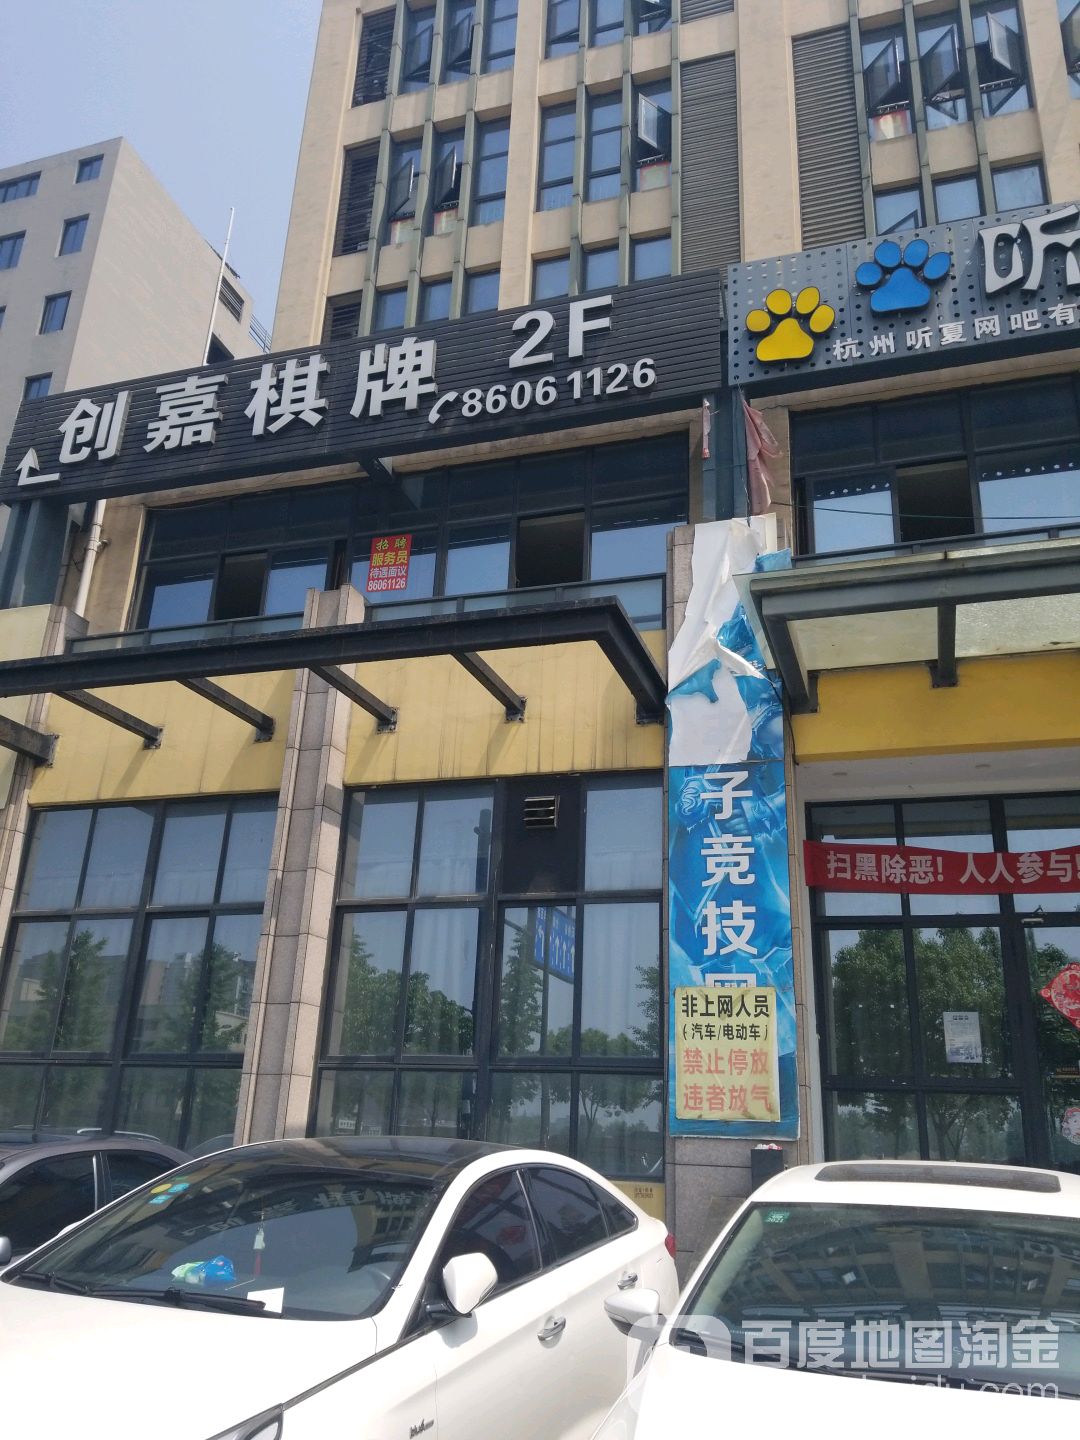 创嘉棋牌 2F
86061126
听
杭州听夏网吧有
招聘
服务员
待遇面议
86061126
子竞技网
扫黑除恶! 人人参与!
非上网人员
(汽车/电动车)
禁止停放
违者放气
2021
百度地图淘金